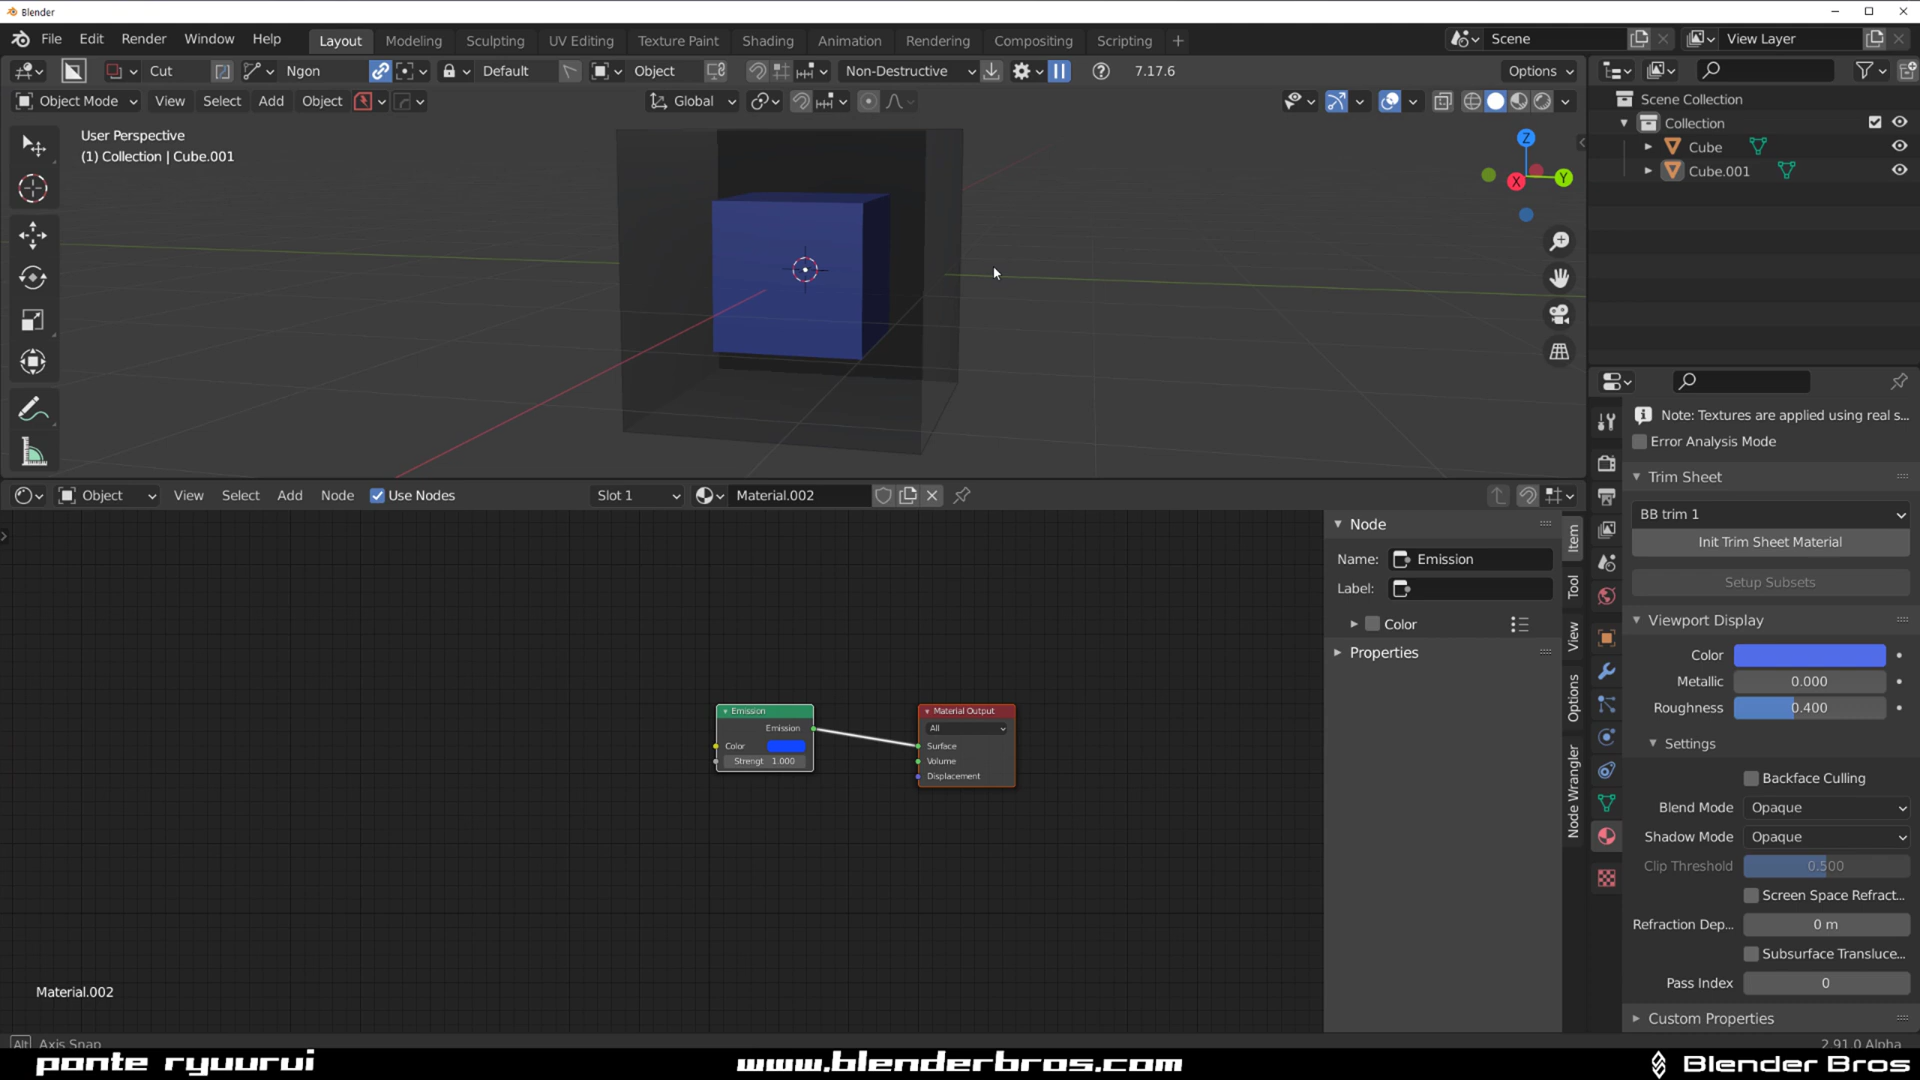 Blender
File Edit Render Window Help Layout Modeling Sculpting UV Editing Texture Paint Shading Animation Rendering Compositing Scripting + Scene View Layer
Cut Ngon Default Object Non-Destructive 7.17.6 Options
Object Mode View Select Add Object Global
User Perspective
(1) Collection | Cube.001
Z
X
Y
Scene Collection
Collection
Cube
Cube.001
Object View Select Add Node Use Nodes Slot 1 Material.002
Emission
Emission
Color
Strengt 1.000
Material Output
All
Surface
Volume
Displacement
Material.002
Node
Name: Emission
Label:
Color
Properties
Item
Tool
View
Options
Node Wrangler
Note: Textures are applied using real s...
Error Analysis Mode
Trim Sheet
BB trim 1
Init Trim Sheet Material
Setup Subsets
Viewport Display
Color
Metallic 0.000
Roughness 0.400
Settings
Backface Culling
Blend Mode Opaque
Shadow Mode Opaque
Clip Threshold 0.500
Screen Space Refract...
Refraction Dep... 0 m
Subsurface Transluce...
Pass Index 0
Custom Properties
Alt Axis Snap
2.91.0 Alpha
ponte ryuurui www.blenderbros.com Blender Bros